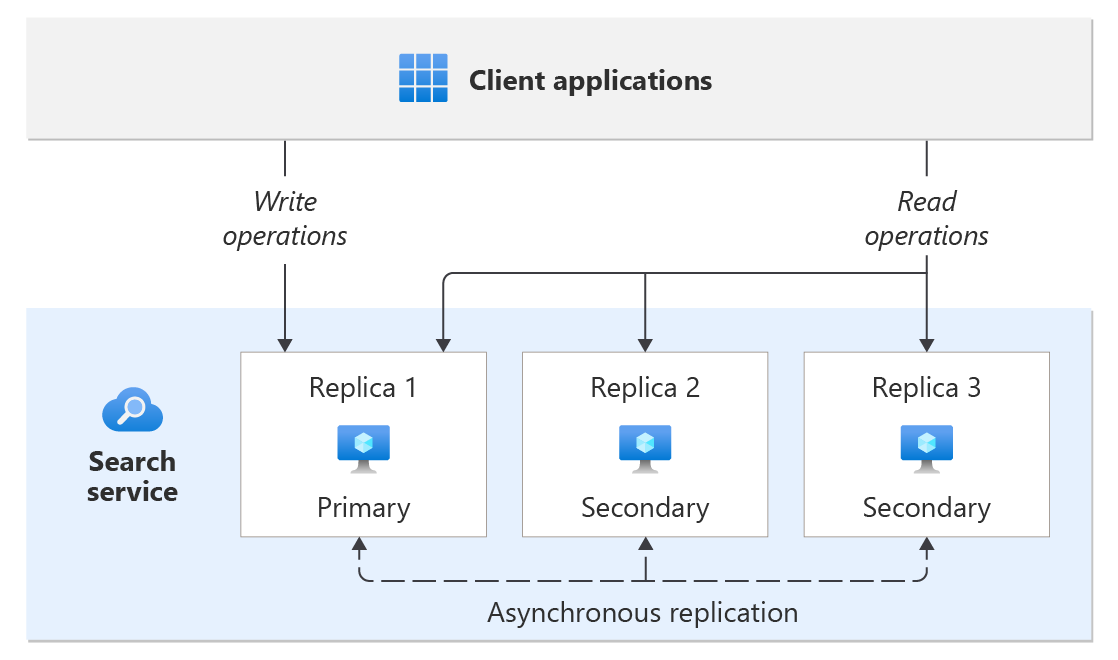 Client applications
Write
operations
Read
operations
Replica 1
Replica 2
Replica 3
Search
service
Primary
Secondary
Secondary
Asynchronous replication